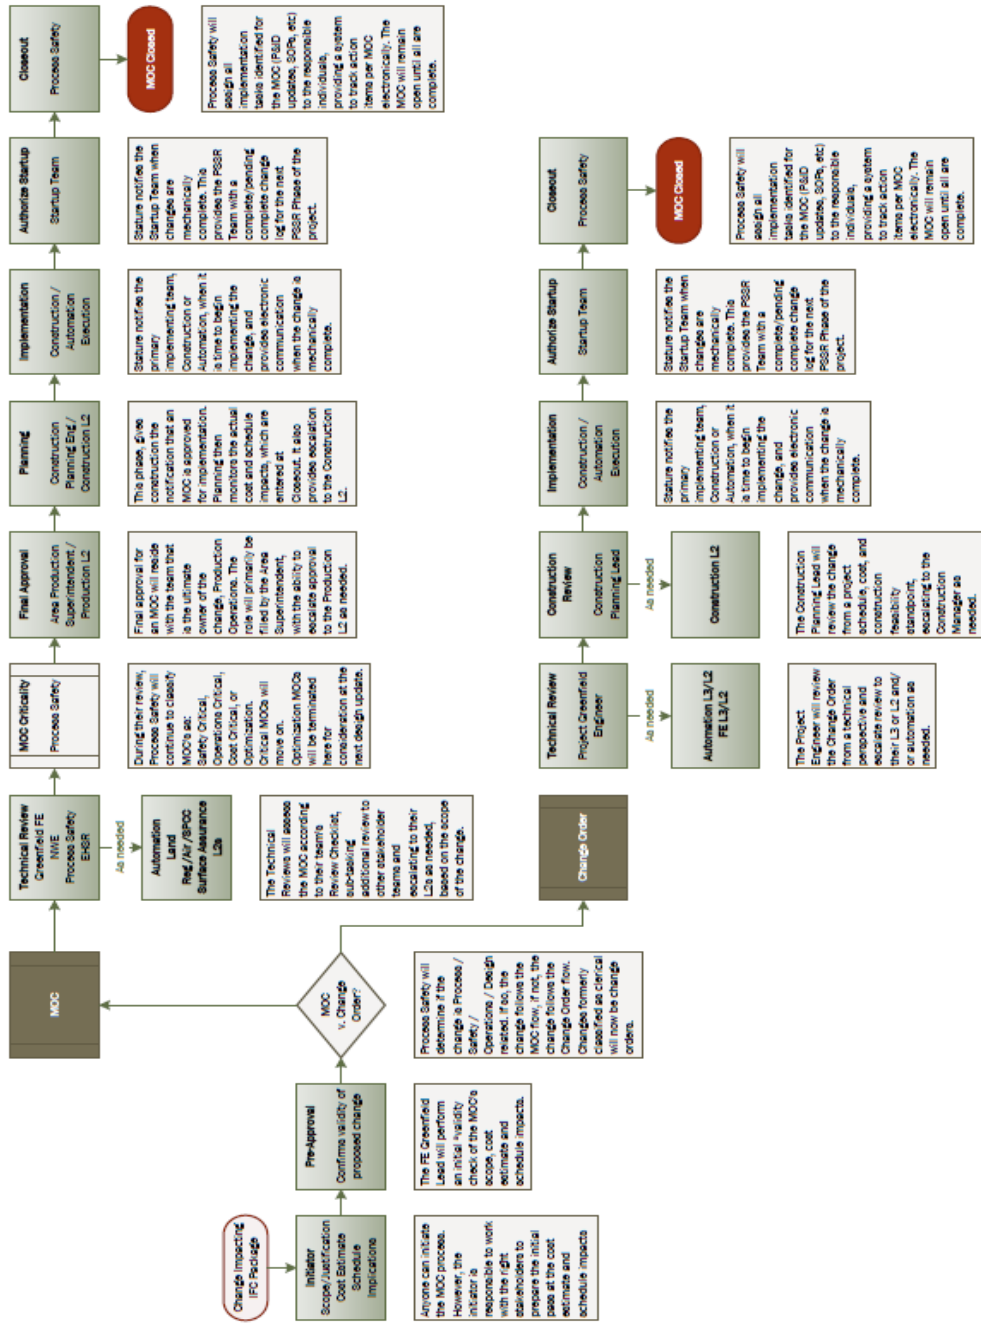 Change Impacting
IFC Package
Initiator
Scope/Justification
Cost Estimate
Schedule
Implications
Anyone can initiate
the MOC process.
However, the
initiator is
responsible to work
with the right
stakeholders to
prepare the initial
pass at the cost
estimate and
schedule impacts
Pre-Approval
Confirms validity of
proposed change
The FE Greenfield
Lead will perform
an initial "validity
check of the MOC's
scope, cost
estimate and
schedule impacts.
MOC
v. Change
Order?
Process Safety will
determine if the
change is Process /
Safety /
Operations / Design
related. If so, the
change follows the
MOC flow, if not, the
change follows the
Change Order flow.
Changes formerly
classified as clerical
will now be change
orders.
MOC
Technical Review
Greenfield FE
NWE
Process Safety
EHSR
As needed
Automation
Land
Reg /Air /SPCC
Surface Assurance
L2s
The Technical
Reviews will assess
the MOC according
to their team's
Review Checklist,
sub-tasking
additional review to
other stakeholder
teams and
escalating to their
L2s as needed,
based on the scope
of the change.
MOC Criticality
Process Safety
During their review,
Process Safety will
continue to classify
MOC's as:
Safety Critical,
Operations Critical,
Cost Critical, or
Optimization.
Critical MOCs will
move on.
Optimization MOCs
will be terminated
here for
consideration at the
next design update.
Final Approval
Area Production
Superintendent /
Production L2
Final approval for
an MOC will reside
with the team that
is the ultimate
owner of the
change, Production
Operations. The
role will primarily be
filled by the Area
Superintendent,
with the ability to
escalate approval
to the Production
L2 as needed.
Planning
Construction
Planning Eng /
Construction L2
This phase, gives
construction the
notification that an
MOC is approved
for implementation.
Planning then
monitors the actual
cost and schedule
impacts, which are
entered at
Closeout. It also
provides escalation
to the Construction
L2.
Implementation
Construction /
Automation
Execution
Stature notifies the
primary
implementing team,
Construction or
Automation, when it
is time to begin
implementing the
change, and
provides electronic
communication
when the change is
mechanically
complete.
Authorize Startup
Startup Team
Stature notifies the
Startup Team when
changes are
mechanically
complete. This
provides the PSSR
Team with a
complete/pending
complete change
log for the next
PSSR Phase of the
project.
Closeout
Process Safety
MOC Closed
Process Safety will
assign all
implementation
tasks identified for
the MOC (P&ID
updates, SOPs, etc)
to the responsible
individuals,
providing a system
to track action
items per MOC
electronically. The
MOC will remain
open until all are
complete.
Change Order
Technical Review
Project Greenfield
Engineer
As needed
Automation L3/L2
FE L3/L2
The Project
Engineer will review
the Change Order
from a technical
perspective and
escalate review to
their L3 or L2 and/
or automation as
needed.
Construction
Review
Construction
Planning Lead
As needed
Construction L2
The Construction
Planning Lead will
review the change
from a project
schedule, cost, and
construction
feasibility
standpoint,
escalating to the
Construction
Manager as
needed.
Implementation
Construction /
Automation
Execution
Stature notifies the
primary
implementing team,
Construction or
Automation, when it
is time to begin
implementing the
change, and
provides electronic
communication
when the change is
mechanically
complete.
Authorize Startup
Startup Team
Stature notifies the
Startup Team when
changes are
mechanically
complete. This
provides the PSSR
Team with a
complete/pending
complete change
log for the next
PSSR Phase of the
project.
Closeout
Process Safety
MOC Closed
Process Safety will
assign all
implementation
tasks identified for
the MOC (P&ID
updates, SOPs, etc)
to the responsible
individuals,
providing a system
to track action
items per MOC
electronically. The
MOC will remain
open until all are
complete.